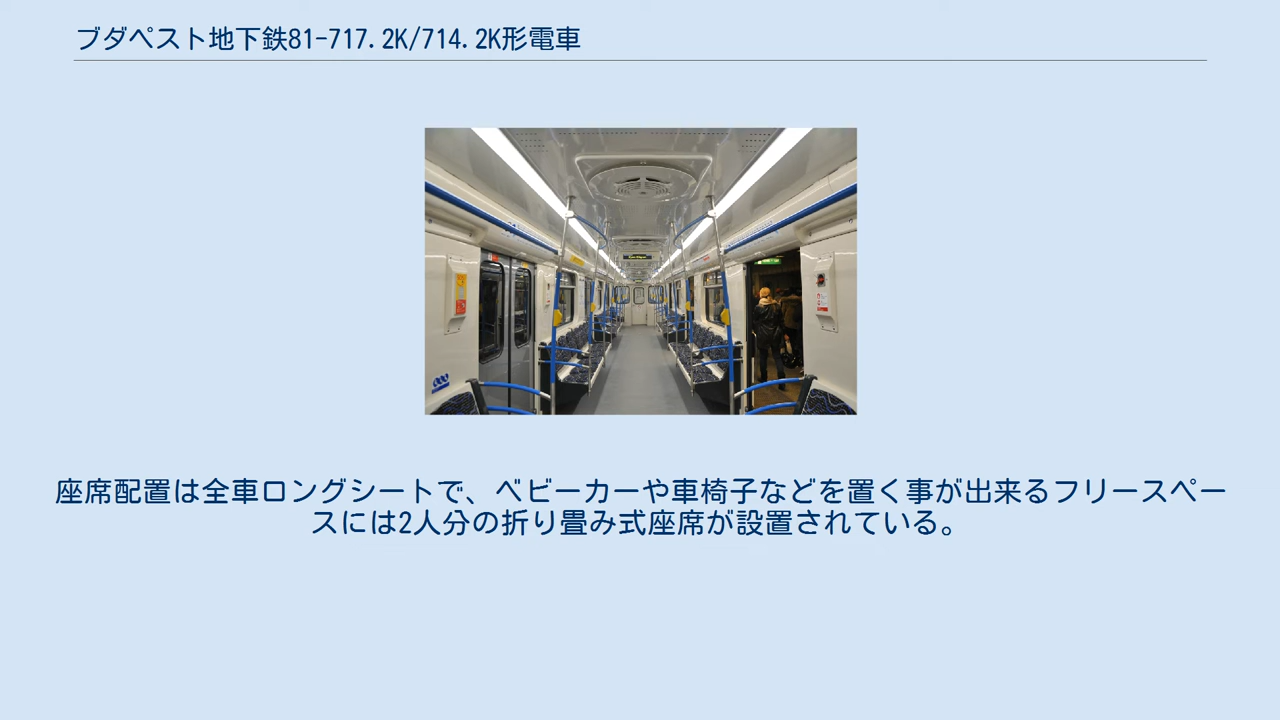 ブダペスト地下鉄81-717.2K/714.2K形電車
座席配置は全車ロングシートで、ベビーカーや車椅子などを置く事が出来るフリースペー
スには2人分の折り畳み式座席が設置されている。